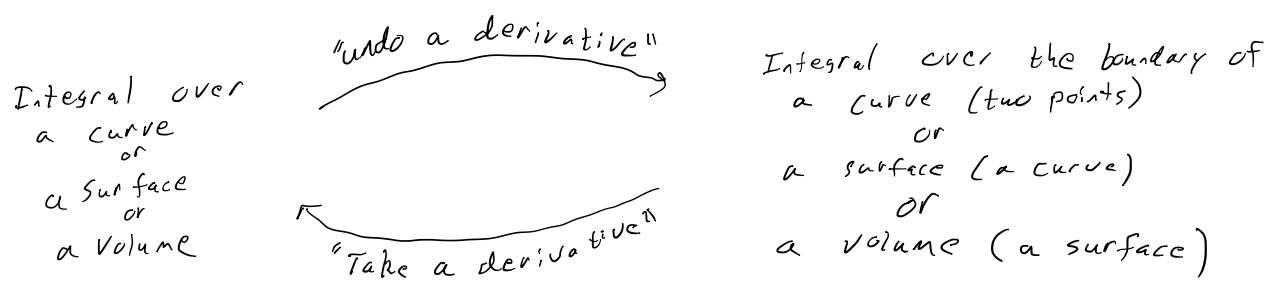 "undo a derivative"
Integral over
a curve
or
a surface
or
a volume
Integral over the boundary of
a curve (two points)
or
a surface (a curve)
or
a volume (a surface)
"Take a derivative"